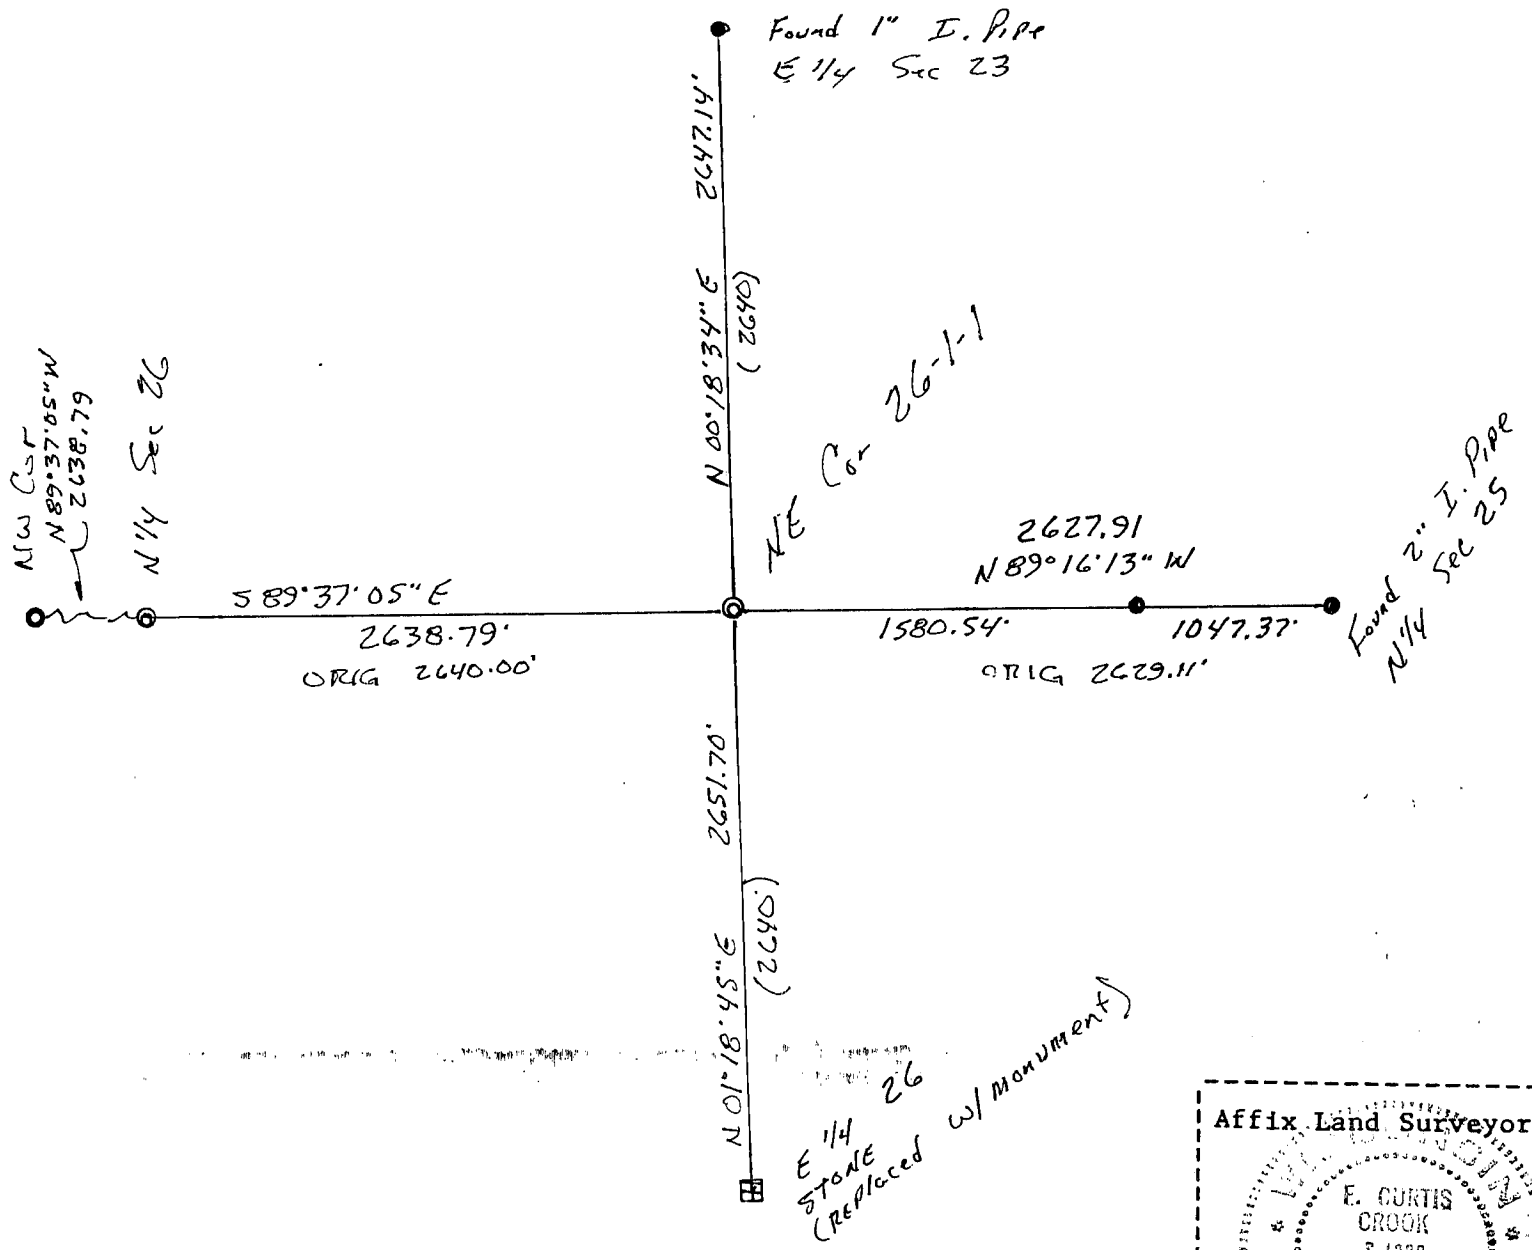 Found 1" I. Pipe
E 1/4 Sec 23
2647.14'
N 00°18'34" E
(2640)
NW Cor
N 89°37'05" W
2638.79
N 1/4 Sec 26
S 89°37'05" E
2638.79'
ORIG 2640.00'
NE Cor 26-1-1
2627.91
N 89°16'13" W
1580.54'
1047.37'
ORIG 2629.11'
Found 2" I. Pipe
N 1/4 Sec 25
2651.70'
N 01°18'45" E
(2640')
E 1/4 26
STONE
(REPlaced w/ Monument)
Affix Land Surveyor
E. CURTIS
CROOK